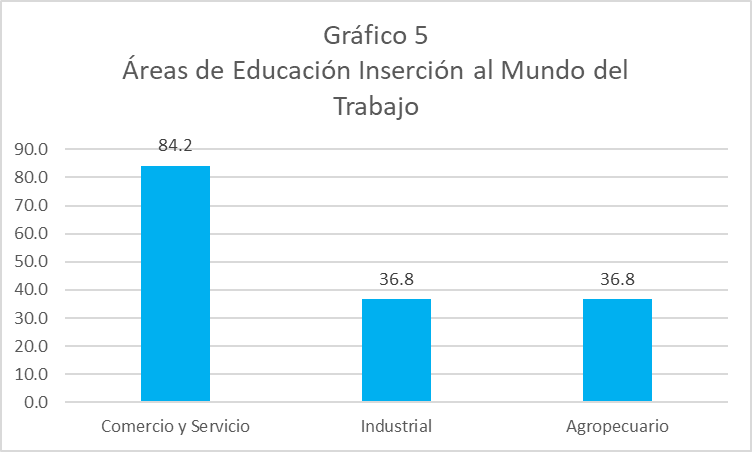 Gráfico 5
Áreas de Educación Inserción al Mundo del
Trabajo
90.0
80.0
70.0
60.0
50.0
40.0
30.0
20.0
10.0
0.0
84.2
36.8
36.8
Comercio y Servicio
Industrial
Agropecuario